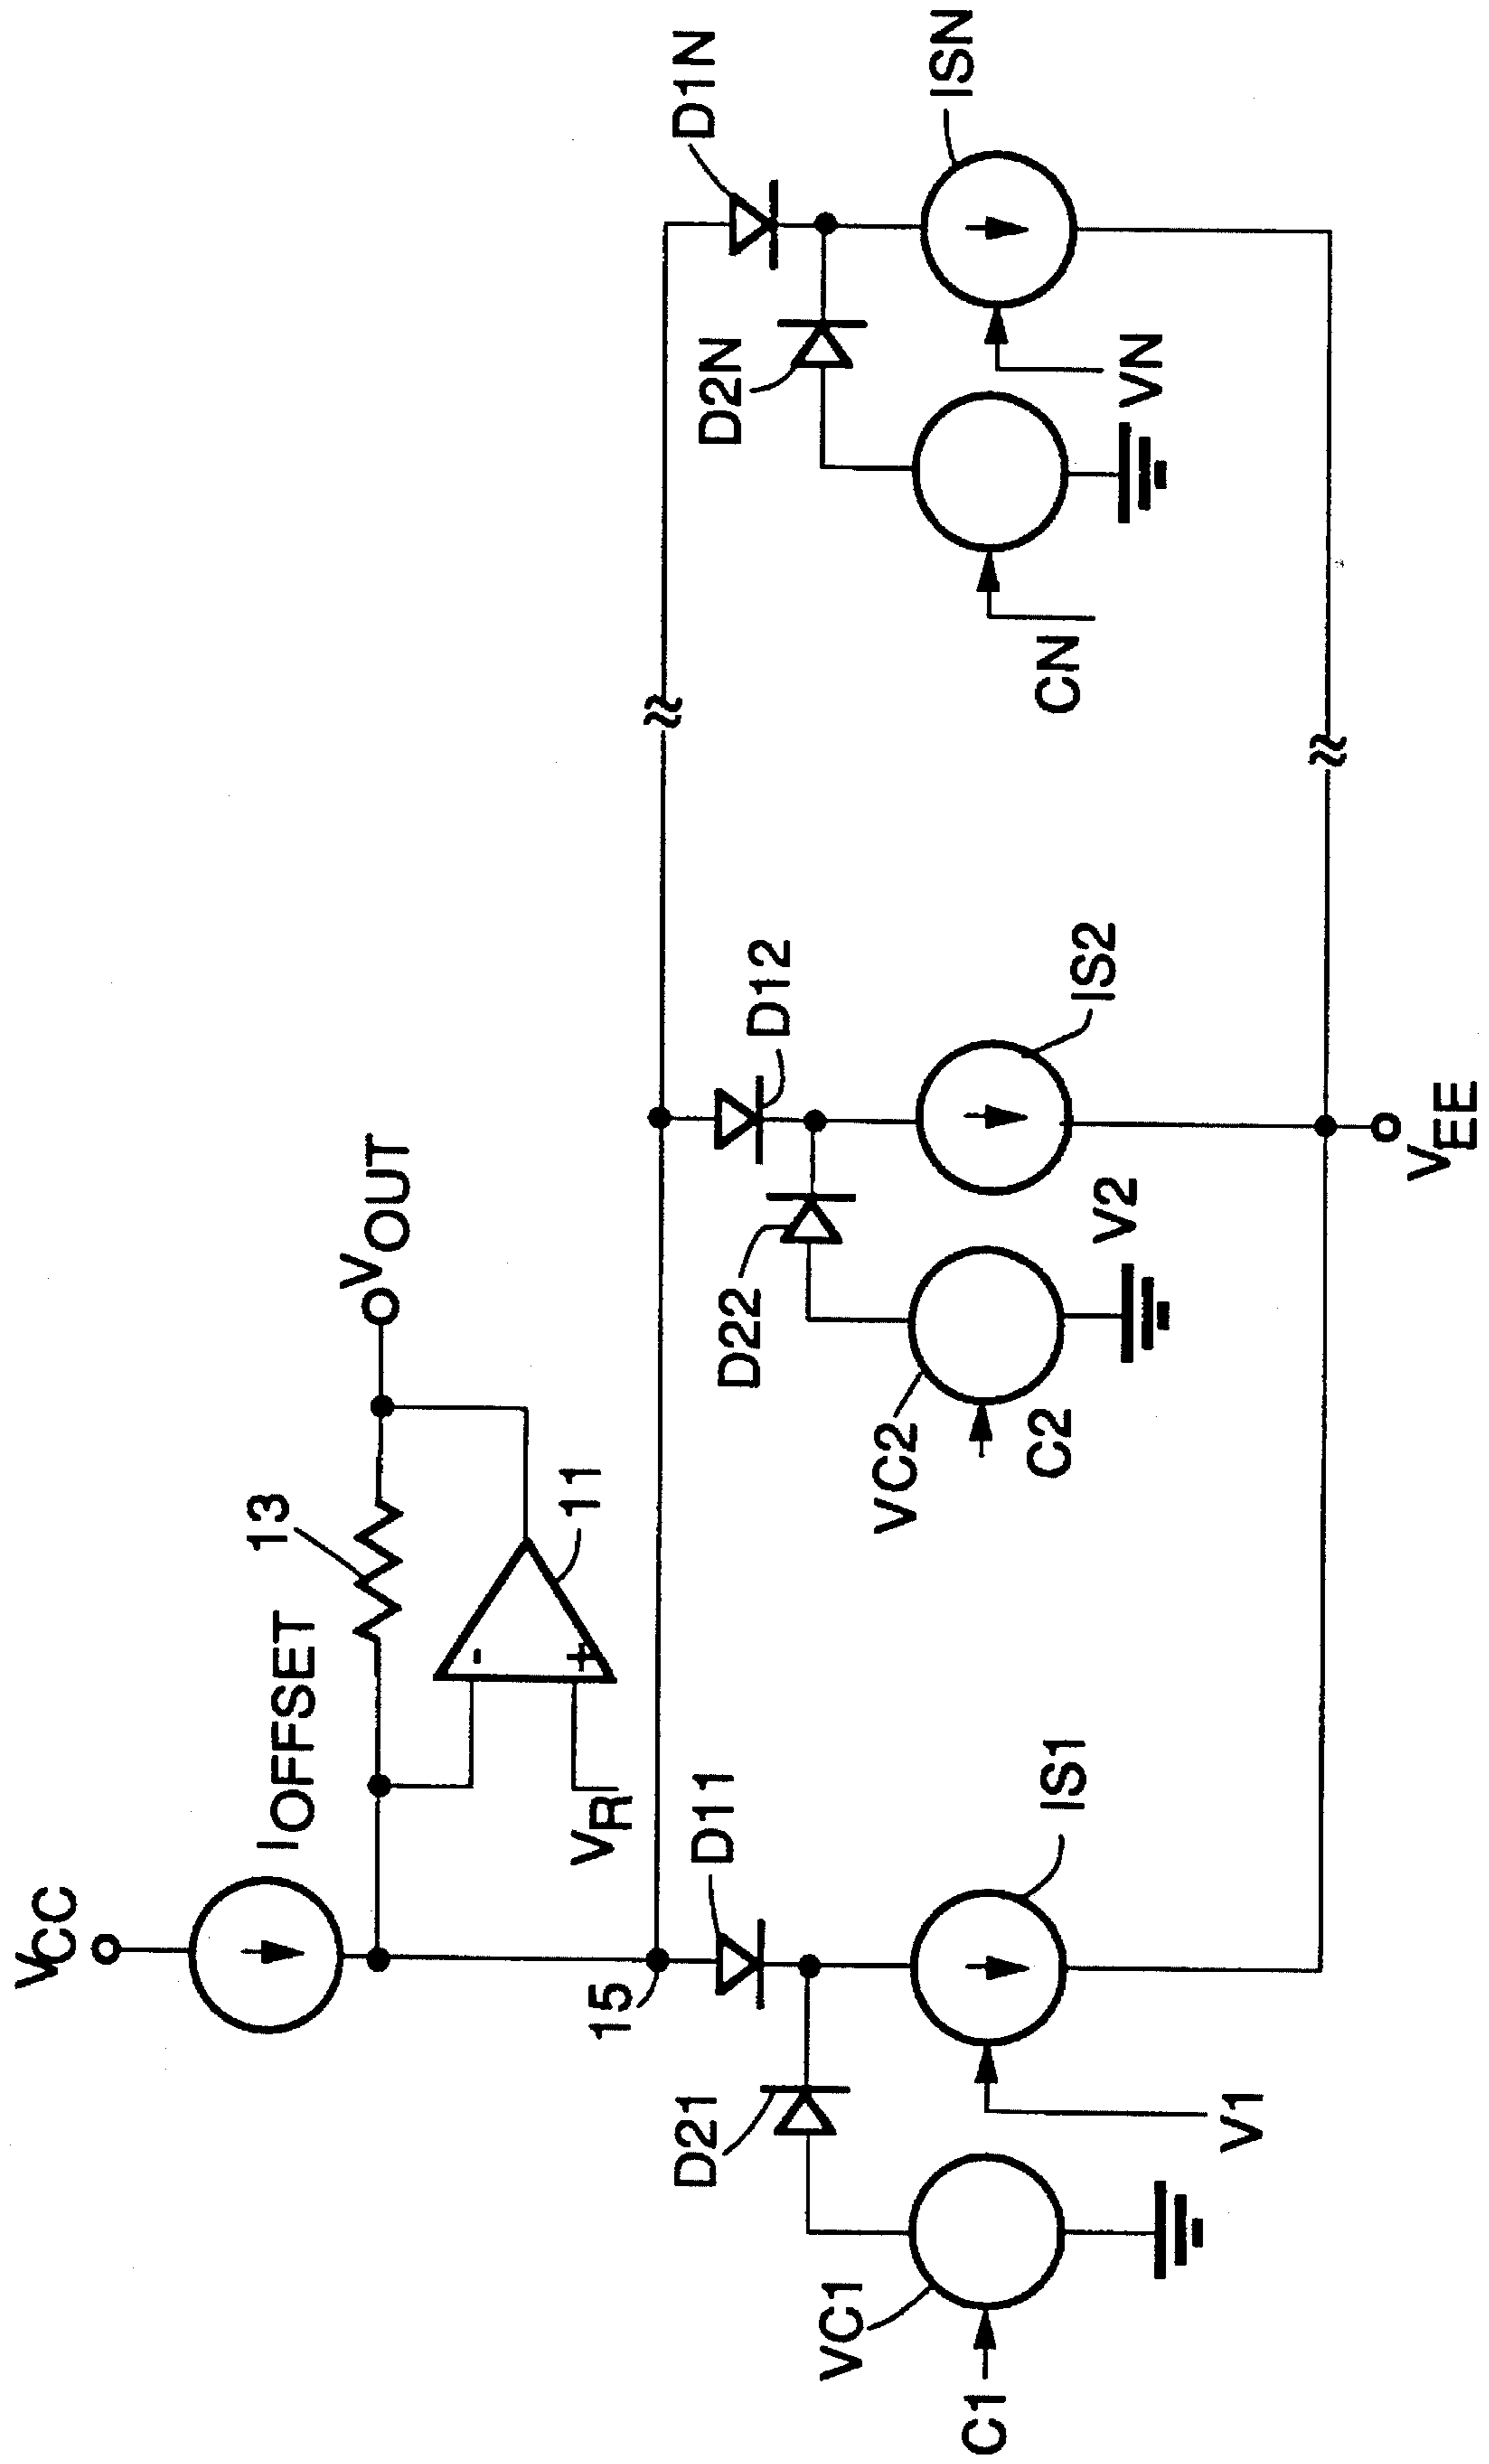 VCC
IOFFSET
13
VOUT
11
-
+
VR
15
D11
D12
D1N
D21
D22
D2N
VC1
IS1
VC2
IS2
ISN
C1
V1
C2
V2
CN
VN
VEE